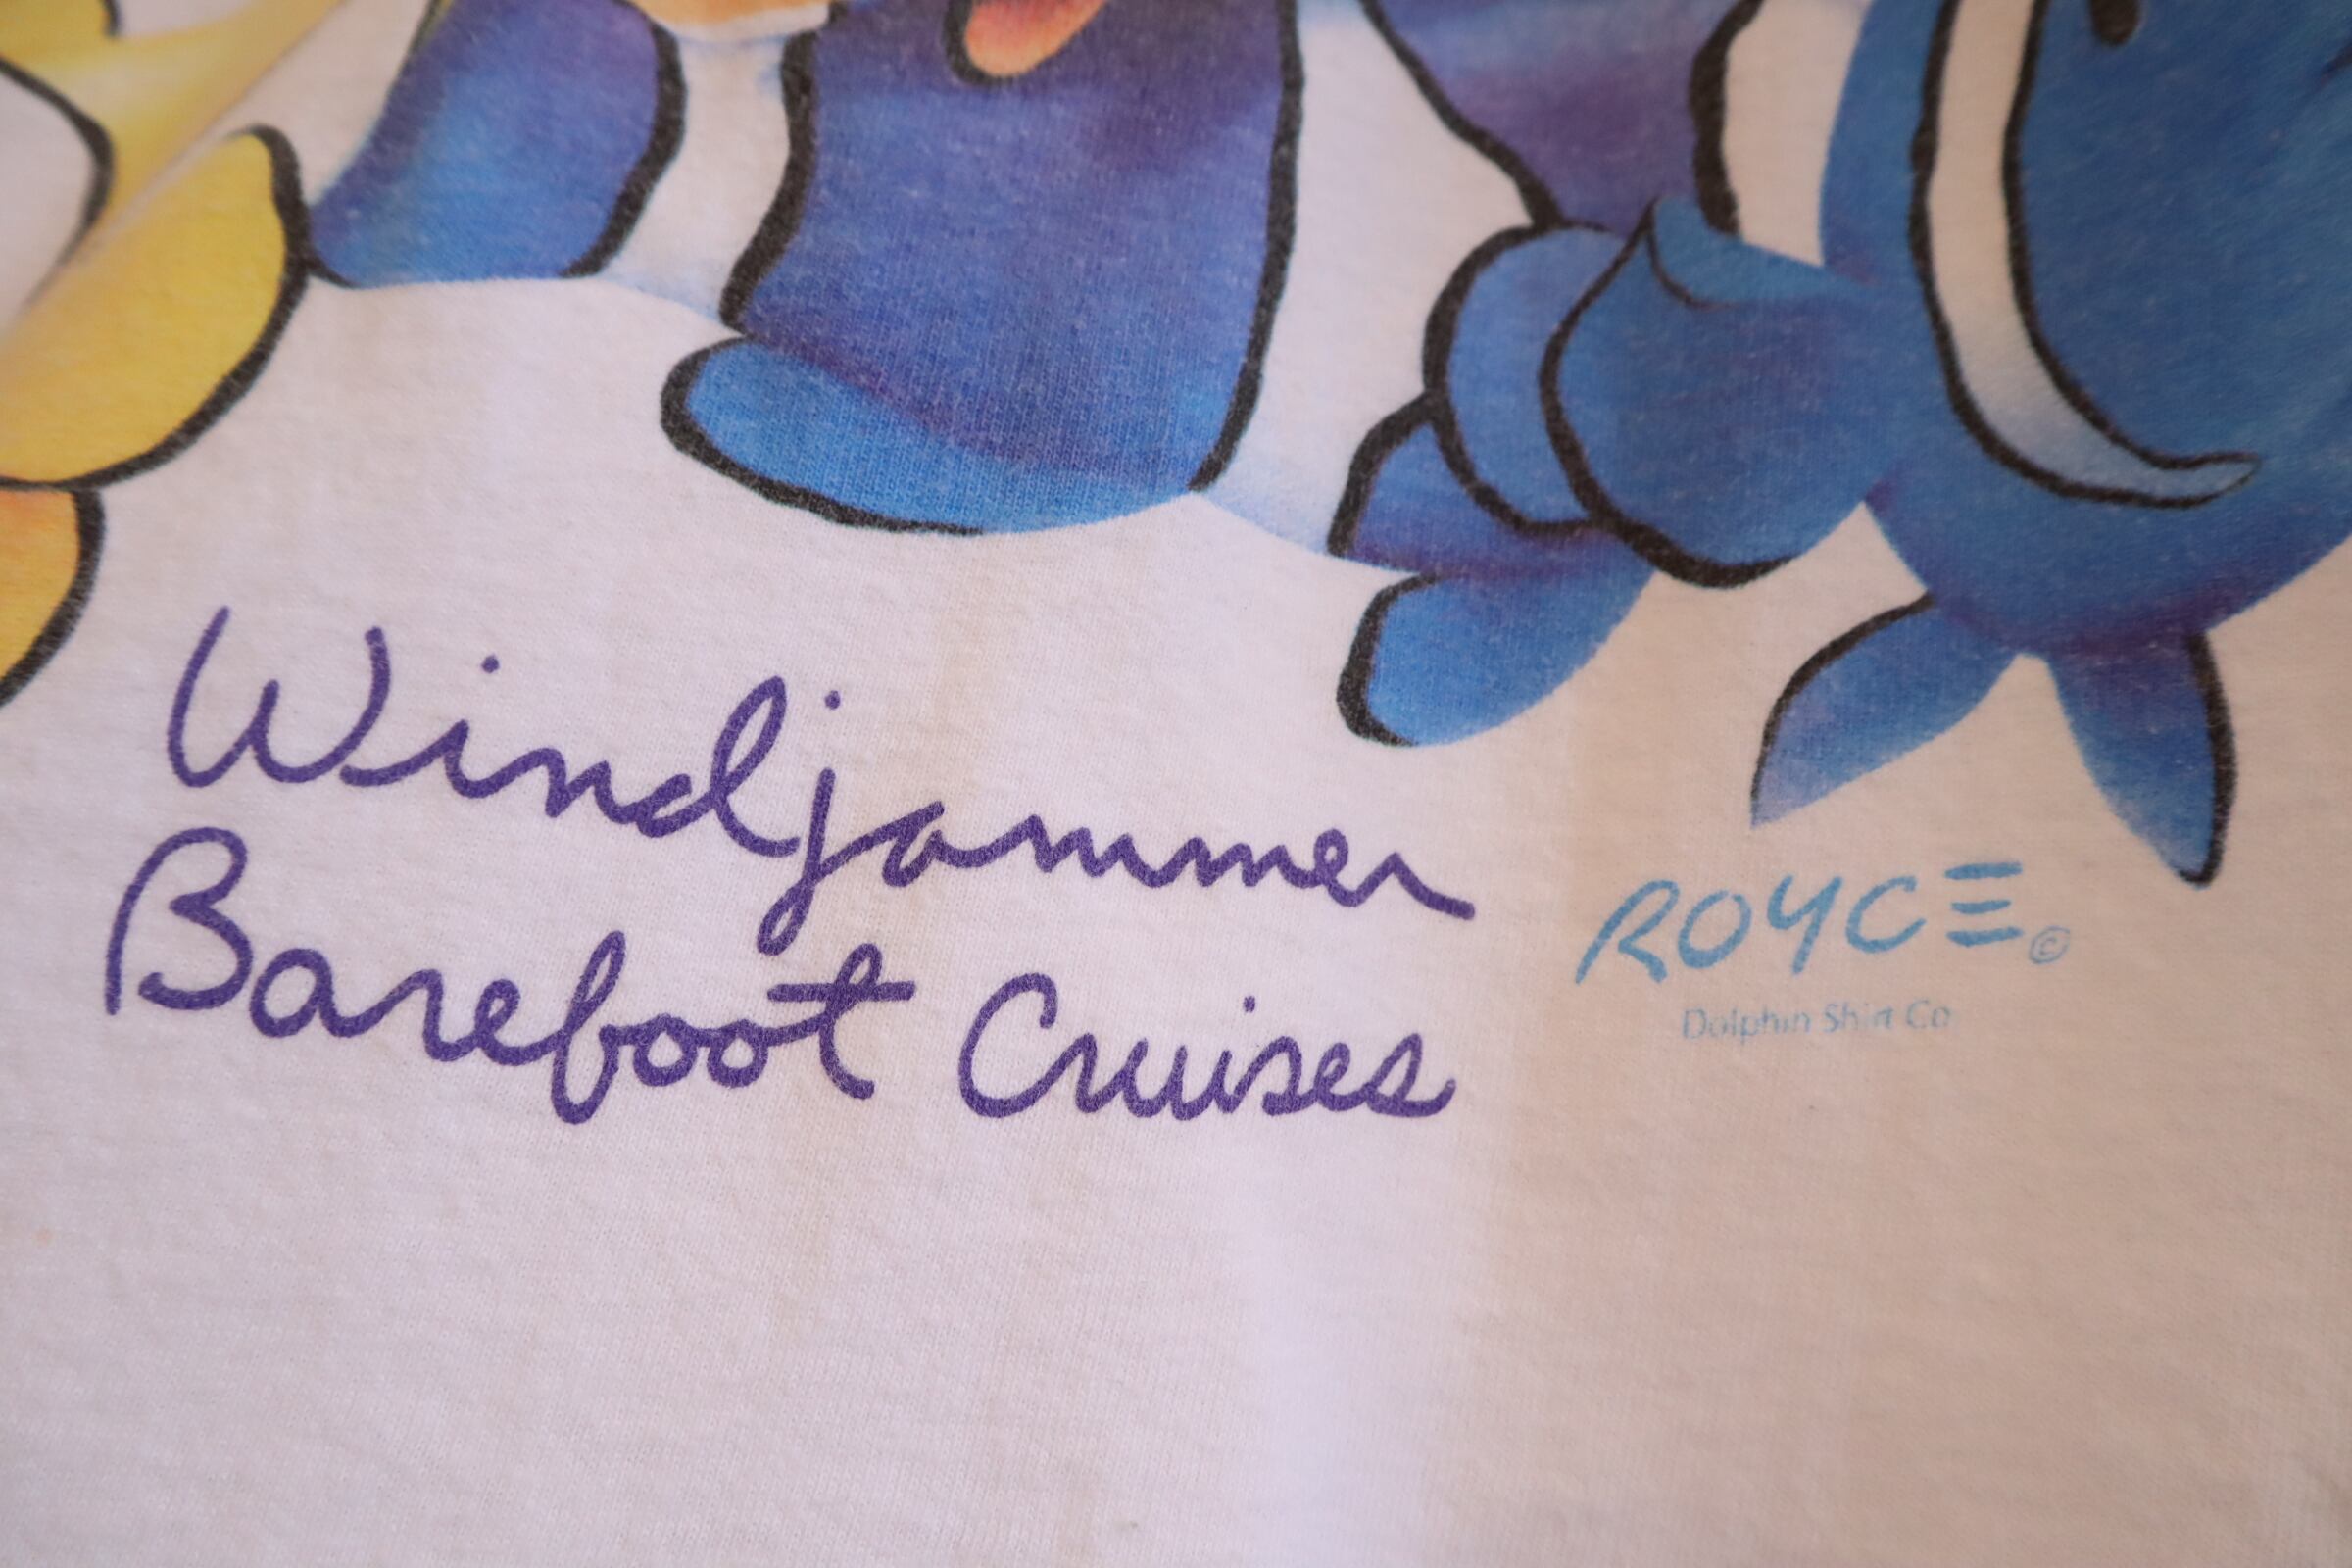 Windjammer
Barefoot Cruises
ROYCE ©
Dolphin Shirt Co